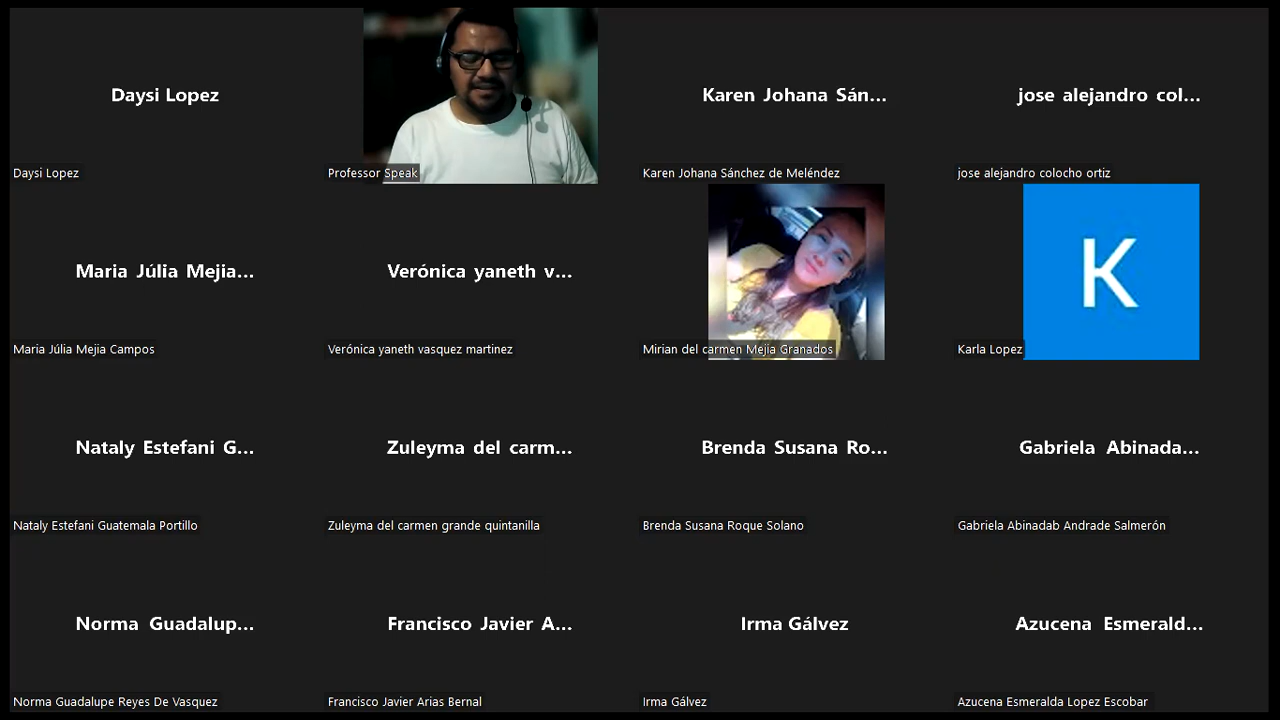 Daysi Lopez
Daysi Lopez
Professor Speak
Karen Johana Sán...
Karen Johana Sánchez de Meléndez
jose alejandro col...
jose alejandro colocho ortiz
Maria Júlia Mejia...
Maria Júlia Mejia Campos
Verónica yaneth v...
Verónica yaneth vasquez martinez
Mirian del carmen Mejia Granados
K
Karla Lopez
Nataly Estefani G...
Nataly Estefani Guatemala Portillo
Zuleyma del carm...
Zuleyma del carmen grande quintanilla
Brenda Susana Ro...
Brenda Susana Roque Solano
Gabriela Abinada...
Gabriela Abinadab Andrade Salmerón
Norma Guadalup...
Norma Guadalupe Reyes De Vasquez
Francisco Javier A...
Francisco Javier Arias Bernal
Irma Gálvez
Irma Gálvez
Azucena Esmerald...
Azucena Esmeralda Lopez Escobar